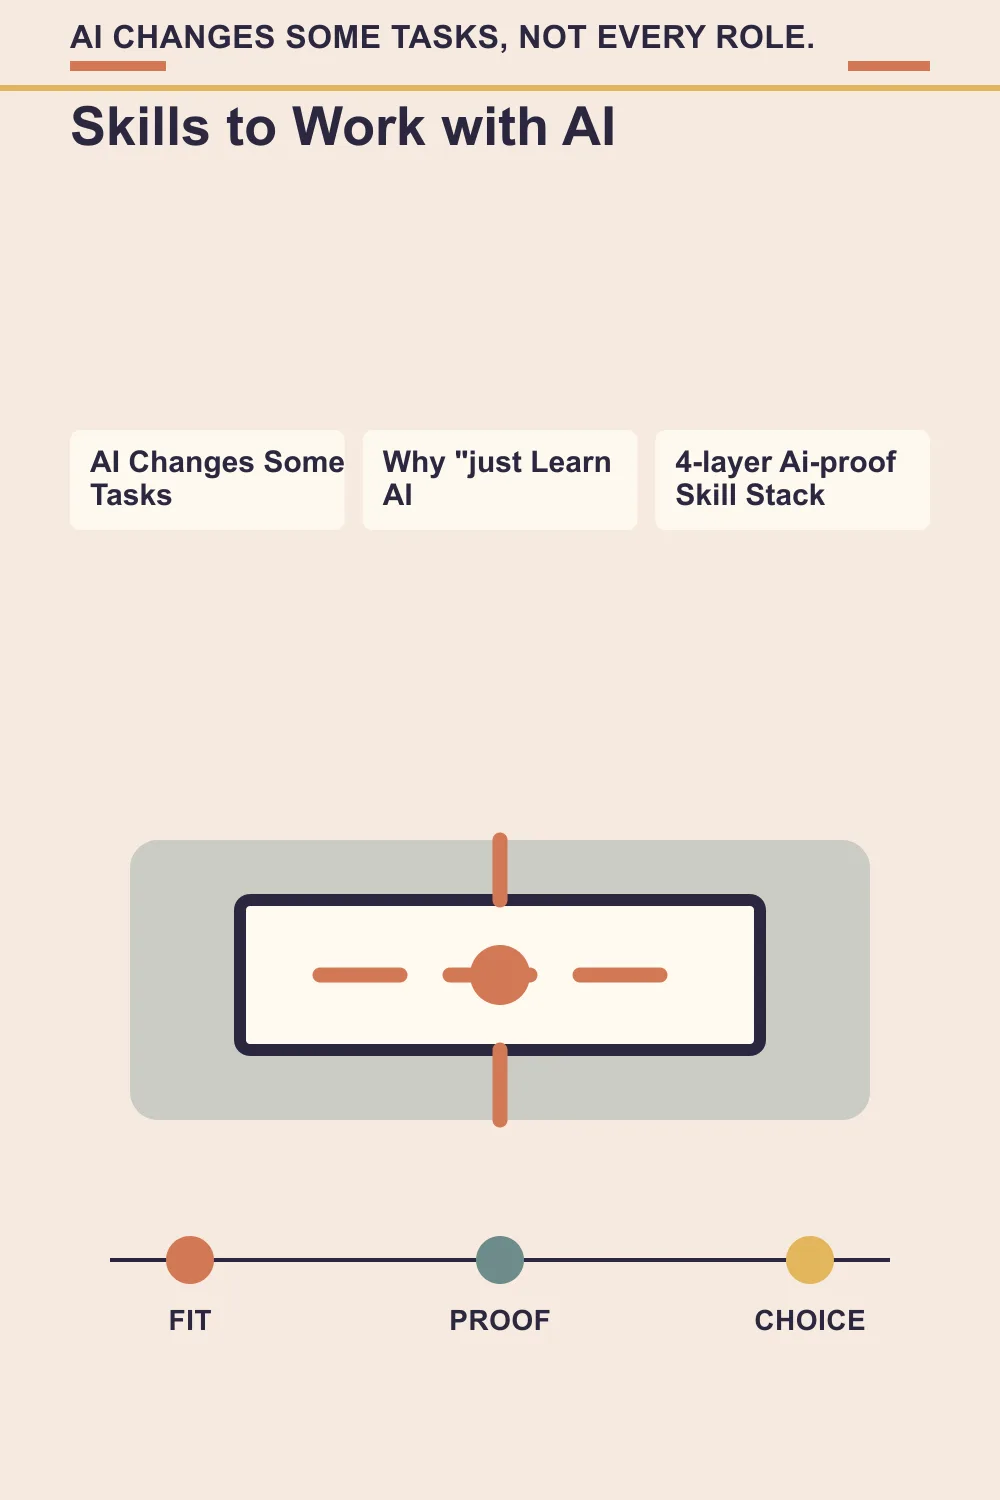 AI CHANGES SOME TASKS, NOT EVERY ROLE.
Skills to Work with AI
AI Changes Some
Tasks
Why "just Learn
AI
4-layer Ai-proof
Skill Stack
FIT
PROOF
CHOICE